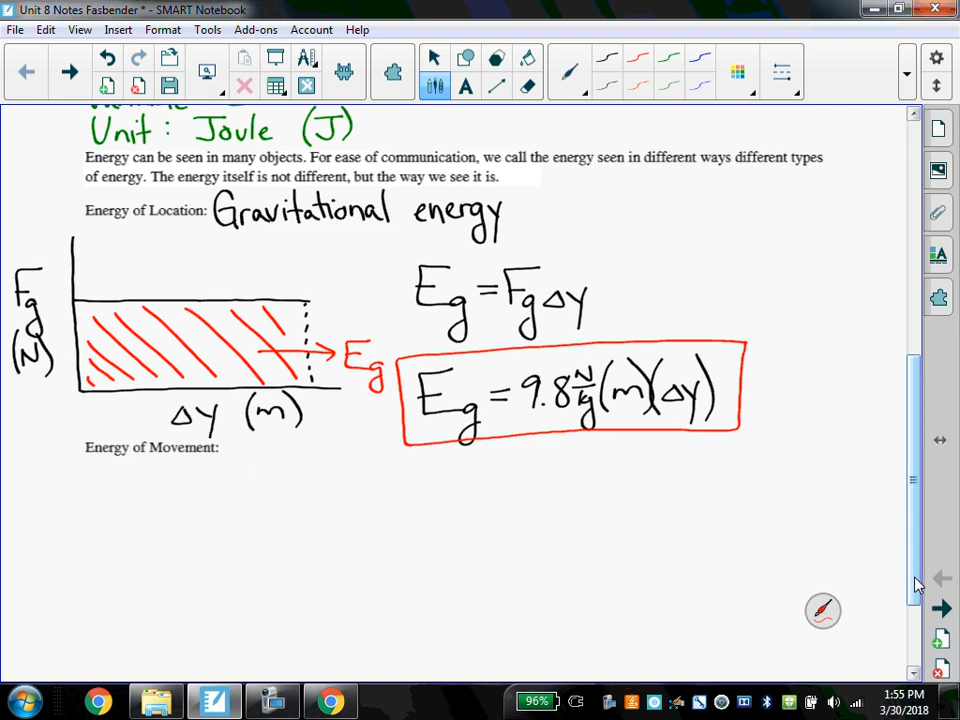 Unit 8 Notes Fasbender * - SMART Notebook
File Edit View Insert Format Tools Add-ons Account Help
Unit : Joule (J)
Energy can be seen in many objects. For ease of communication, we call the energy seen in different ways different types
of energy. The energy itself is not different, but the way we see it is.
Energy of Location: Gravitational energy
Fg
(N)
Eg = Fg Δy
Eg
Eg = 9.8 N/kg (m)(Δy)
Δy (m)
Energy of Movement:
96%
1:55 PM
3/30/2018